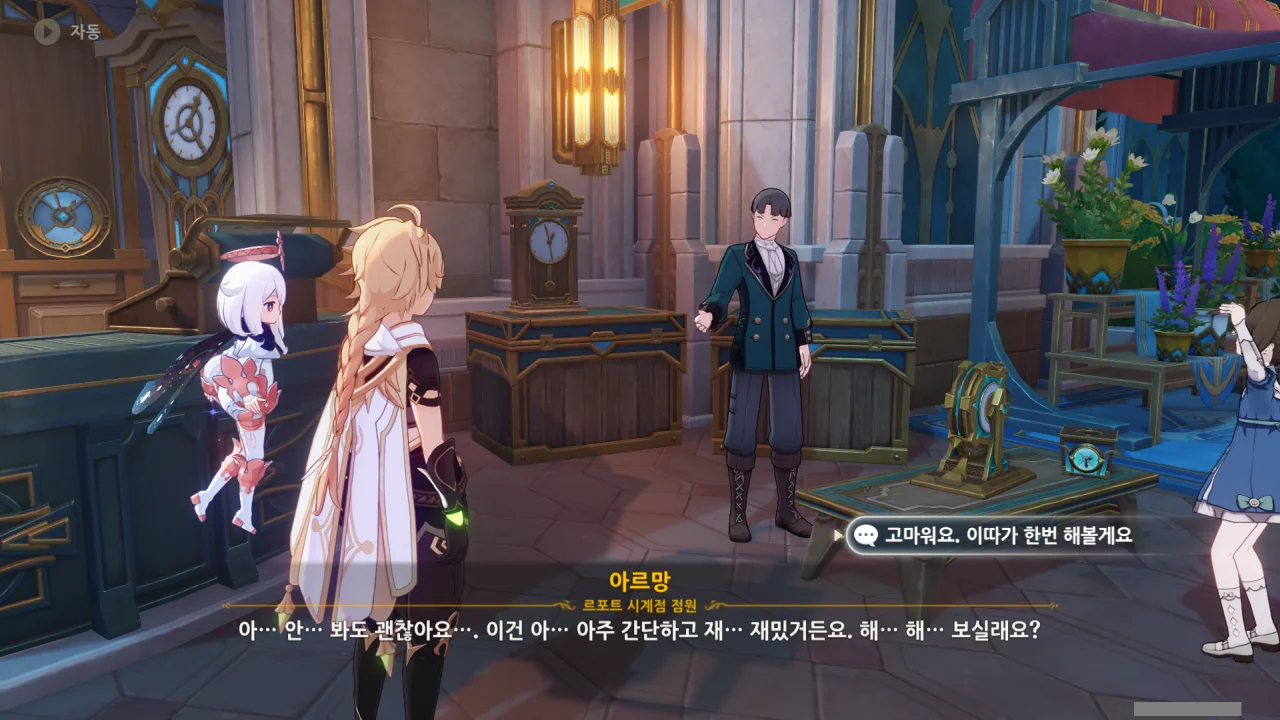 자동
고마워요. 이따가 한번 해볼게요
아르망
르포트 시계점 점원
아… 안… 봐도 괜찮아요…. 이건 아… 아주 간단하고 재… 재밌거든요. 해… 해… 보실래요?